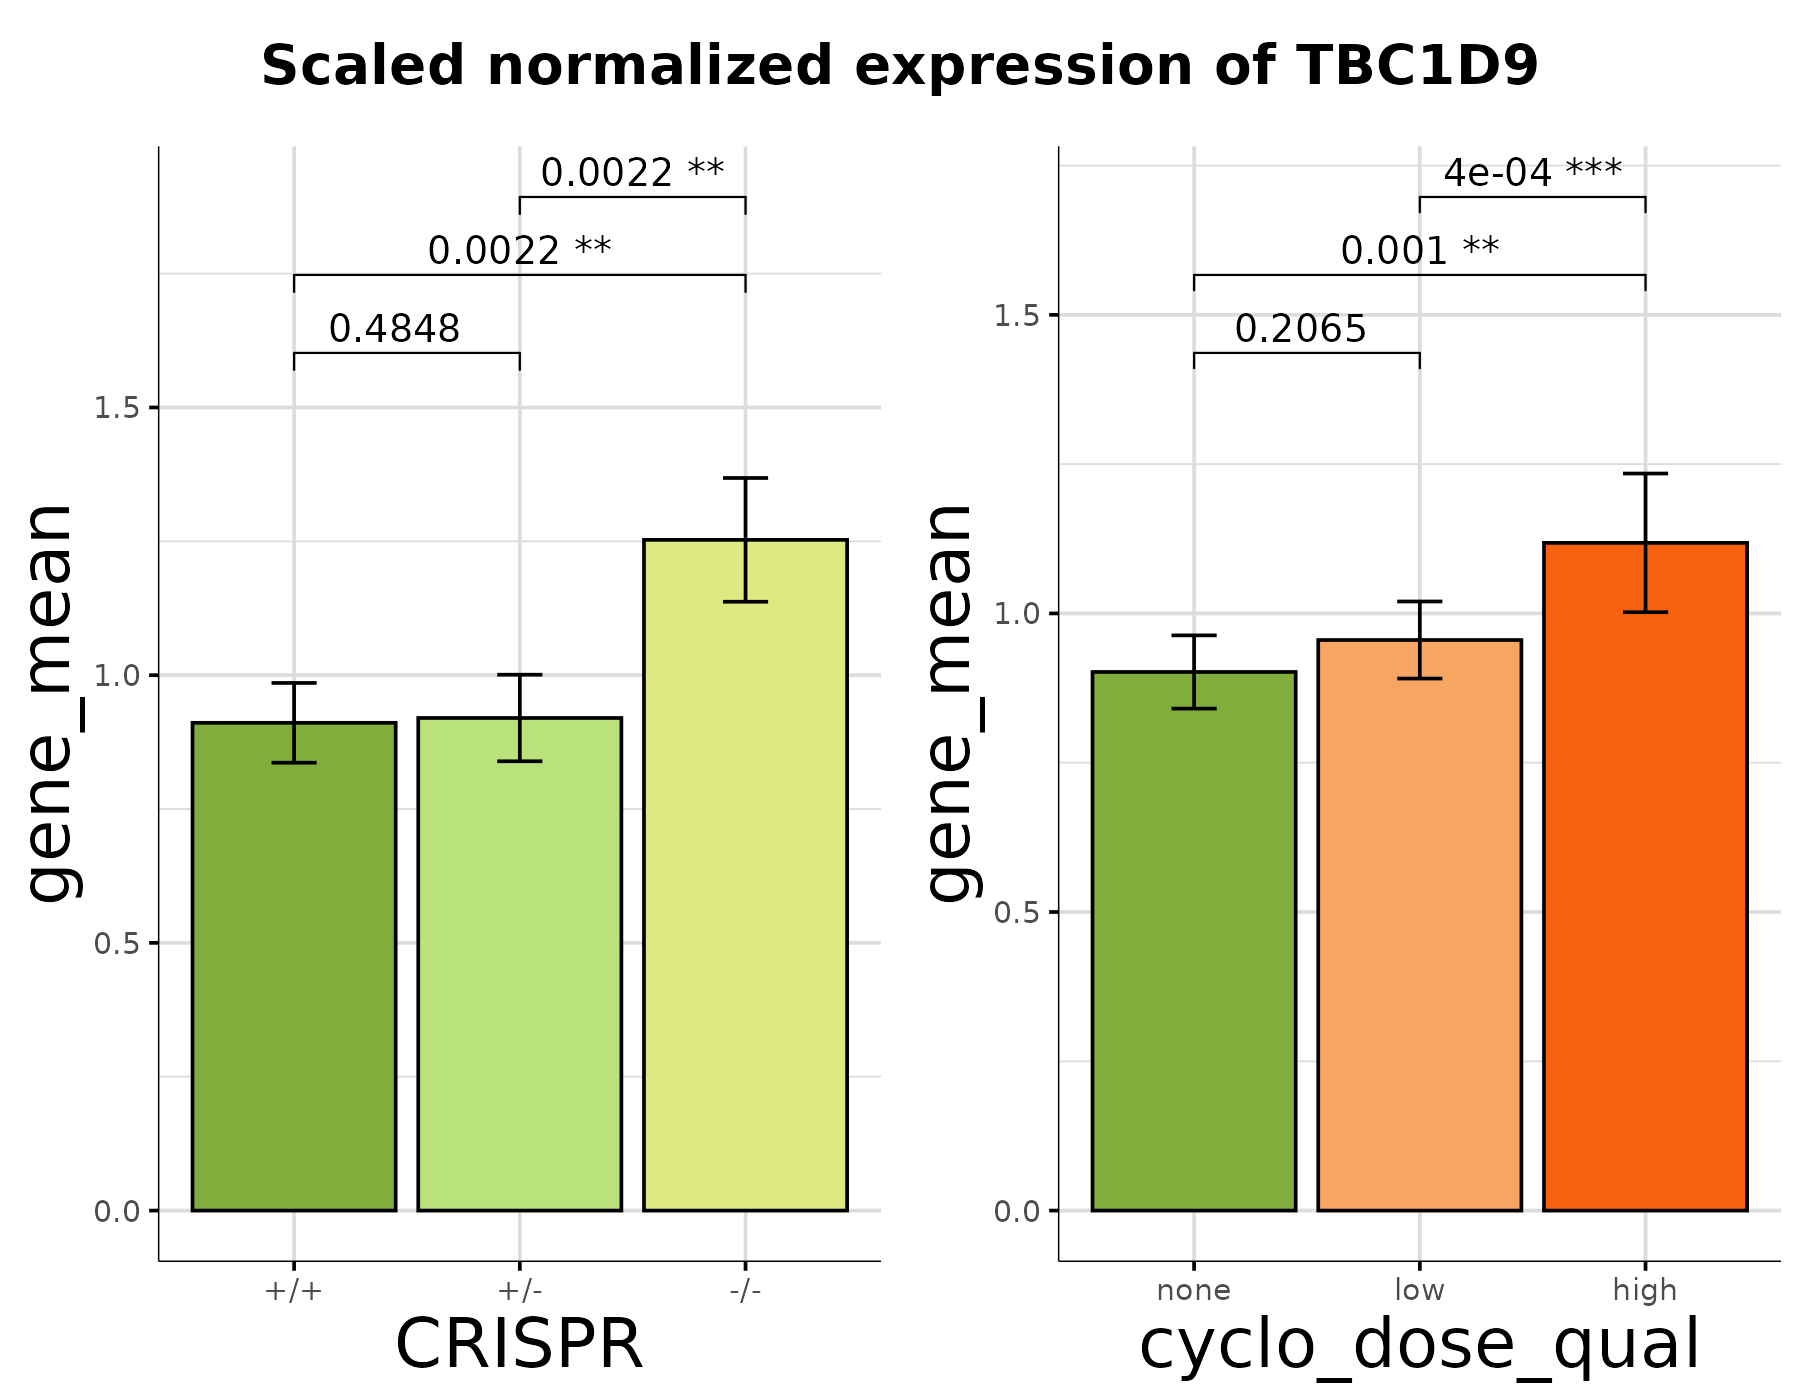 Scaled normalized expression of TBC1D9
gene_mean
0.0022 **
0.0022 **
0.4848
1.5
1.0
0.5
0.0
+/+ +/- -/-
CRISPR
gene_mean
4e-04 ***
0.001 **
0.2065
1.5
1.0
0.5
0.0
none low high
cyclo_dose_qual